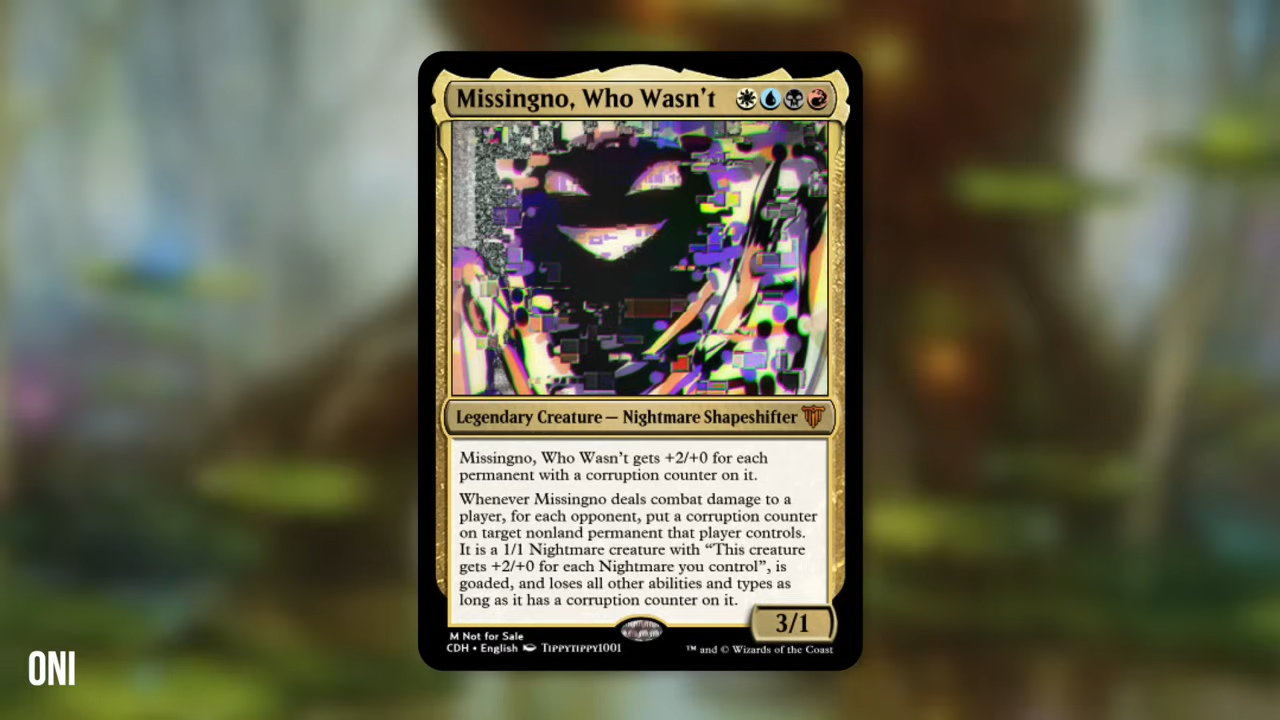 Missingno, Who Wasn't
Legendary Creature — Nightmare Shapeshifter
Missingno, Who Wasn't gets +2/+0 for each
permanent with a corruption counter on it.
Whenever Missingno deals combat damage to a
player, for each opponent, put a corruption counter
on target nonland permanent that player controls.
It is a 1/1 Nightmare creature with “This creature
gets +2/+0 for each Nightmare you control”, is
goaded, and loses all other abilities and types as
long as it has a corruption counter on it.
3/1
M Not for Sale
CDH • English TIPPYTIPPY1001
™ and © Wizards of the Coast
ONI